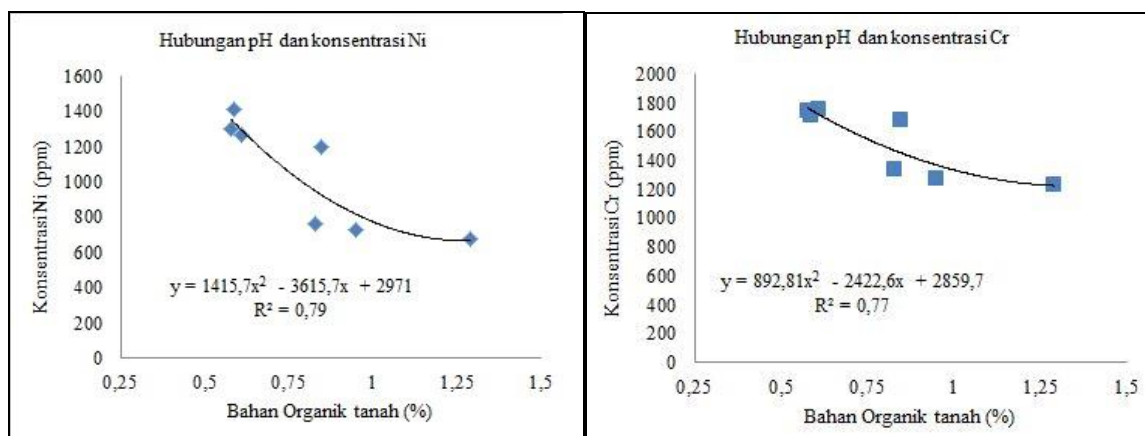 Hubungan pH dan konsentrasi Ni
Konsentrasi Ni (ppm)
1600
1400
1200
1000
800
600
400
200
0
y = 1415,7x² - 3615,7x + 2971
R² = 0,79
0,25 0,5 0,75 1 1,25 1,5
Bahan Organik tanah (%)
Hubungan pH dan konsentrasi Cr
Konsentrasi Cr (ppm)
2000
1800
1600
1400
1200
1000
800
600
400
200
0
y = 892,81x² - 2422,6x + 2859,7
R² = 0,77
0,25 0,5 0,75 1 1,25 1,5
Bahan Organik tanah (%)